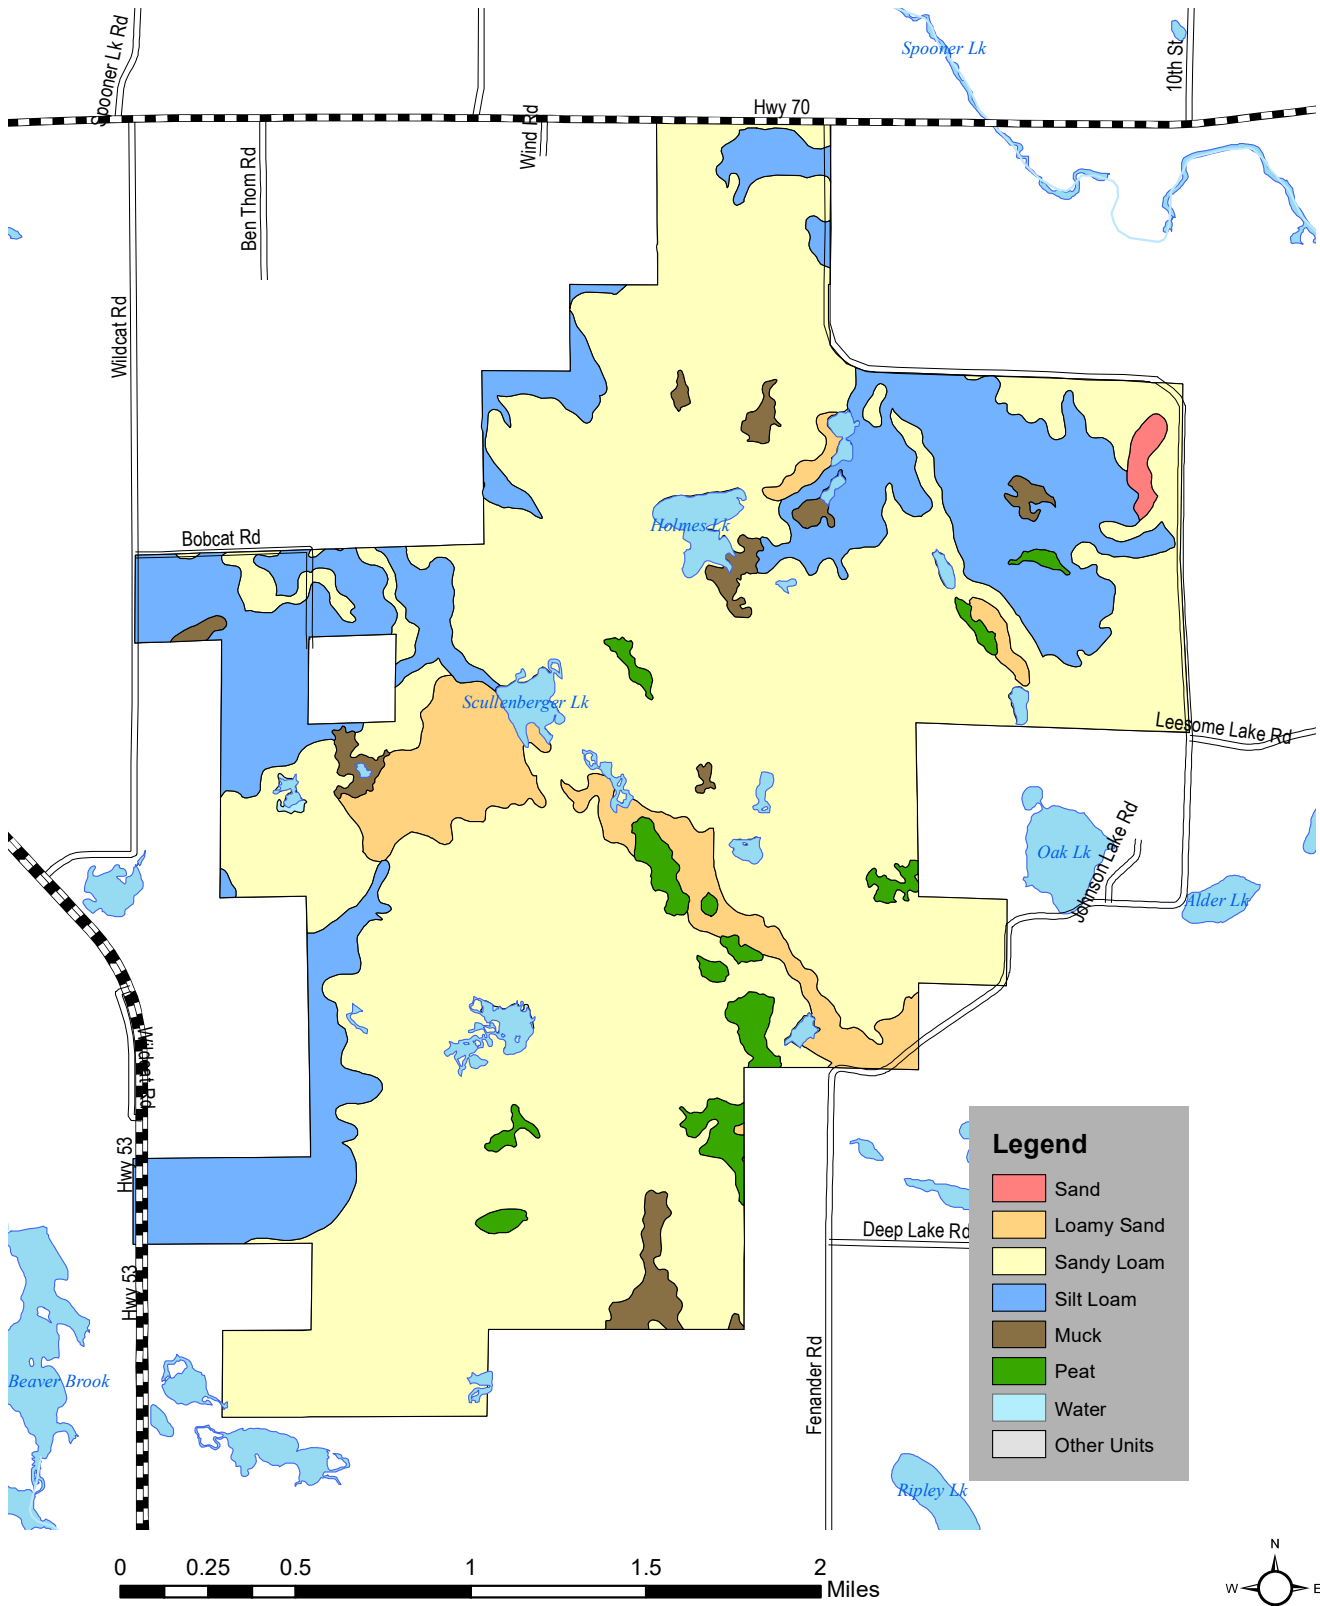 Spooner Lk Rd
Spooner Lk
10th St
Hwy 70
Wind Rd
Ben Thom Rd
Wildcat Rd
Holmes Lk
Bobcat Rd
Scullenberger Lk
Leesome Lake Rd
Johnson Lake Rd
Oak Lk
Alder Lk
Wildcat Rd
Hwy 53
Hwy 53
Deep Lake Rd
Fenander Rd
Beaver Brook
Ripley Lk
Legend
Sand
Loamy Sand
Sandy Loam
Silt Loam
Muck
Peat
Water
Other Units
0 0.25 0.5 1 1.5 2
Miles
N
W E